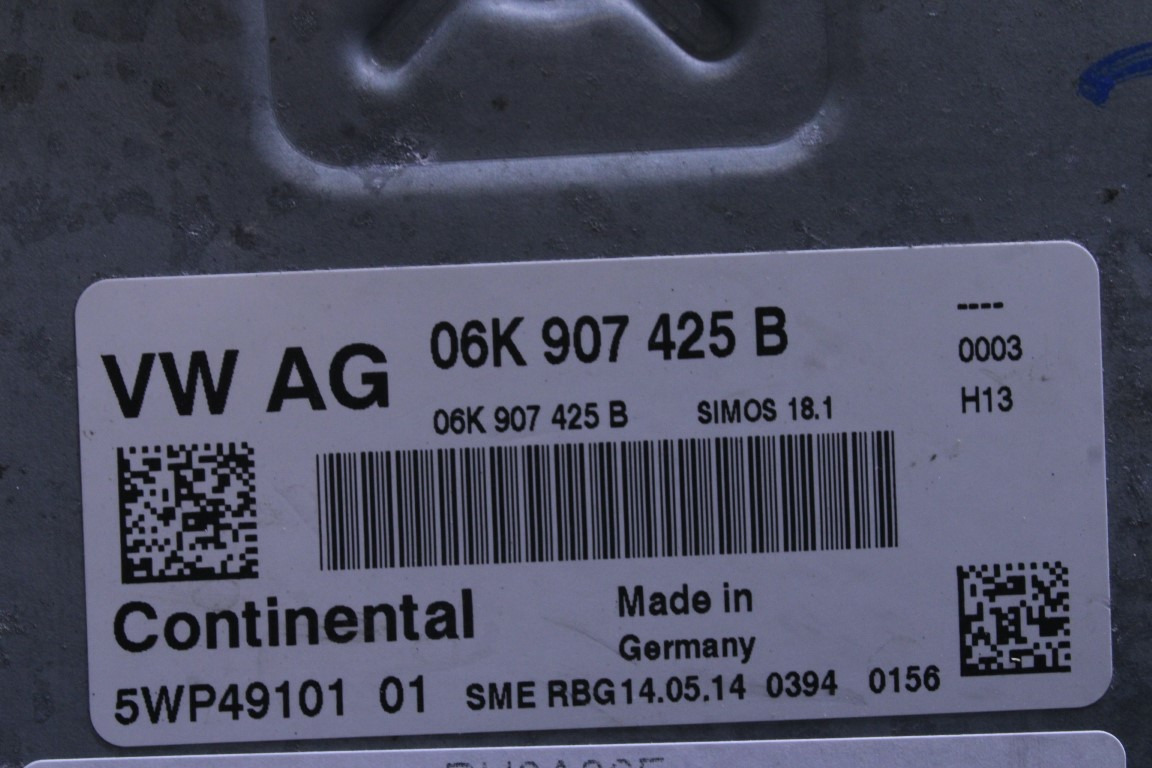 VW AG 06K 907 425 B ----
0003
06K 907 425 B SIMOS 18.1 H13
Continental Made in
Germany
5WP49101 01 SME RBG14.05.14 0394 0156